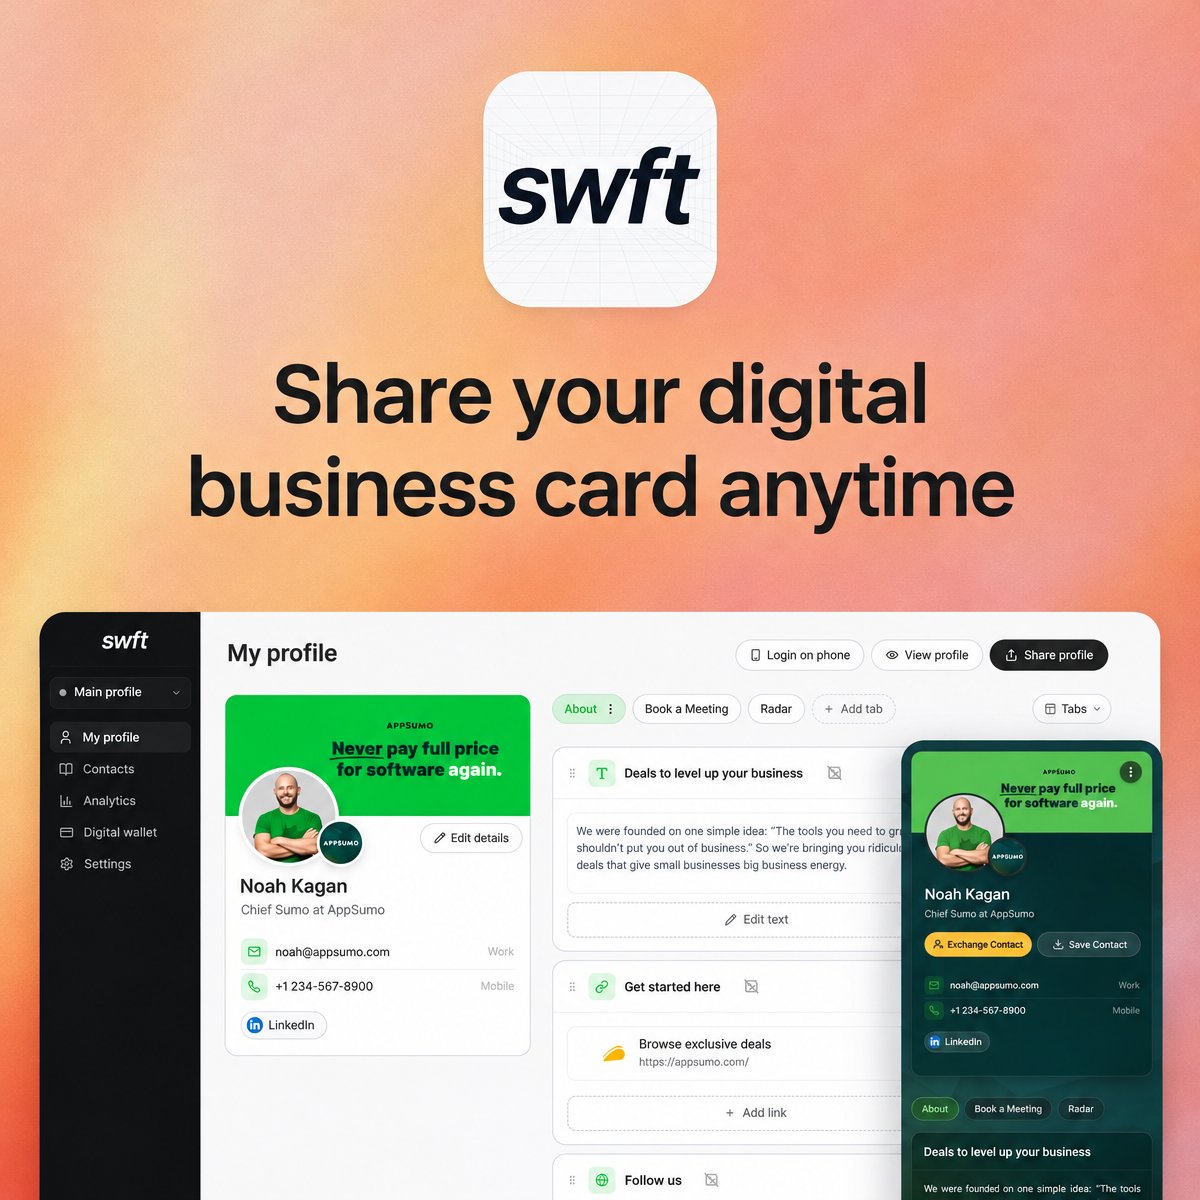 swft
Share your digital
business card anytime
swft
Main profile
My profile
Contacts
Analytics
Digital wallet
Settings
My profile
Login on phone
View profile
Share profile
APPSUMO
Never pay full price
for software again.
APPSUMO
Edit details
Noah Kagan
Chief Sumo at AppSumo
noah@appsumo.com Work
+1 234-567-8900 Mobile
in LinkedIn
About
Book a Meeting
Radar
+ Add tab
Tabs
T Deals to level up your business
We were founded on one simple idea: “The tools you need to
shouldn’t put you out of business.” So we’re bringing you
deals that give small businesses big business energy.
Edit text
Get started here
Browse exclusive deals
https://appsumo.com/
+ Add link
Follow us
APPSUMO
Never pay full price
for software again.
APPSUMO
Noah Kagan
Chief Sumo at AppSumo
Exchange Contact
Save Contact
noah@appsumo.com Work
+1 234-567-8900 Mobile
in LinkedIn
About
Book a Meeting
Radar
Deals to level up your business
We were founded on one simple idea: “The tools